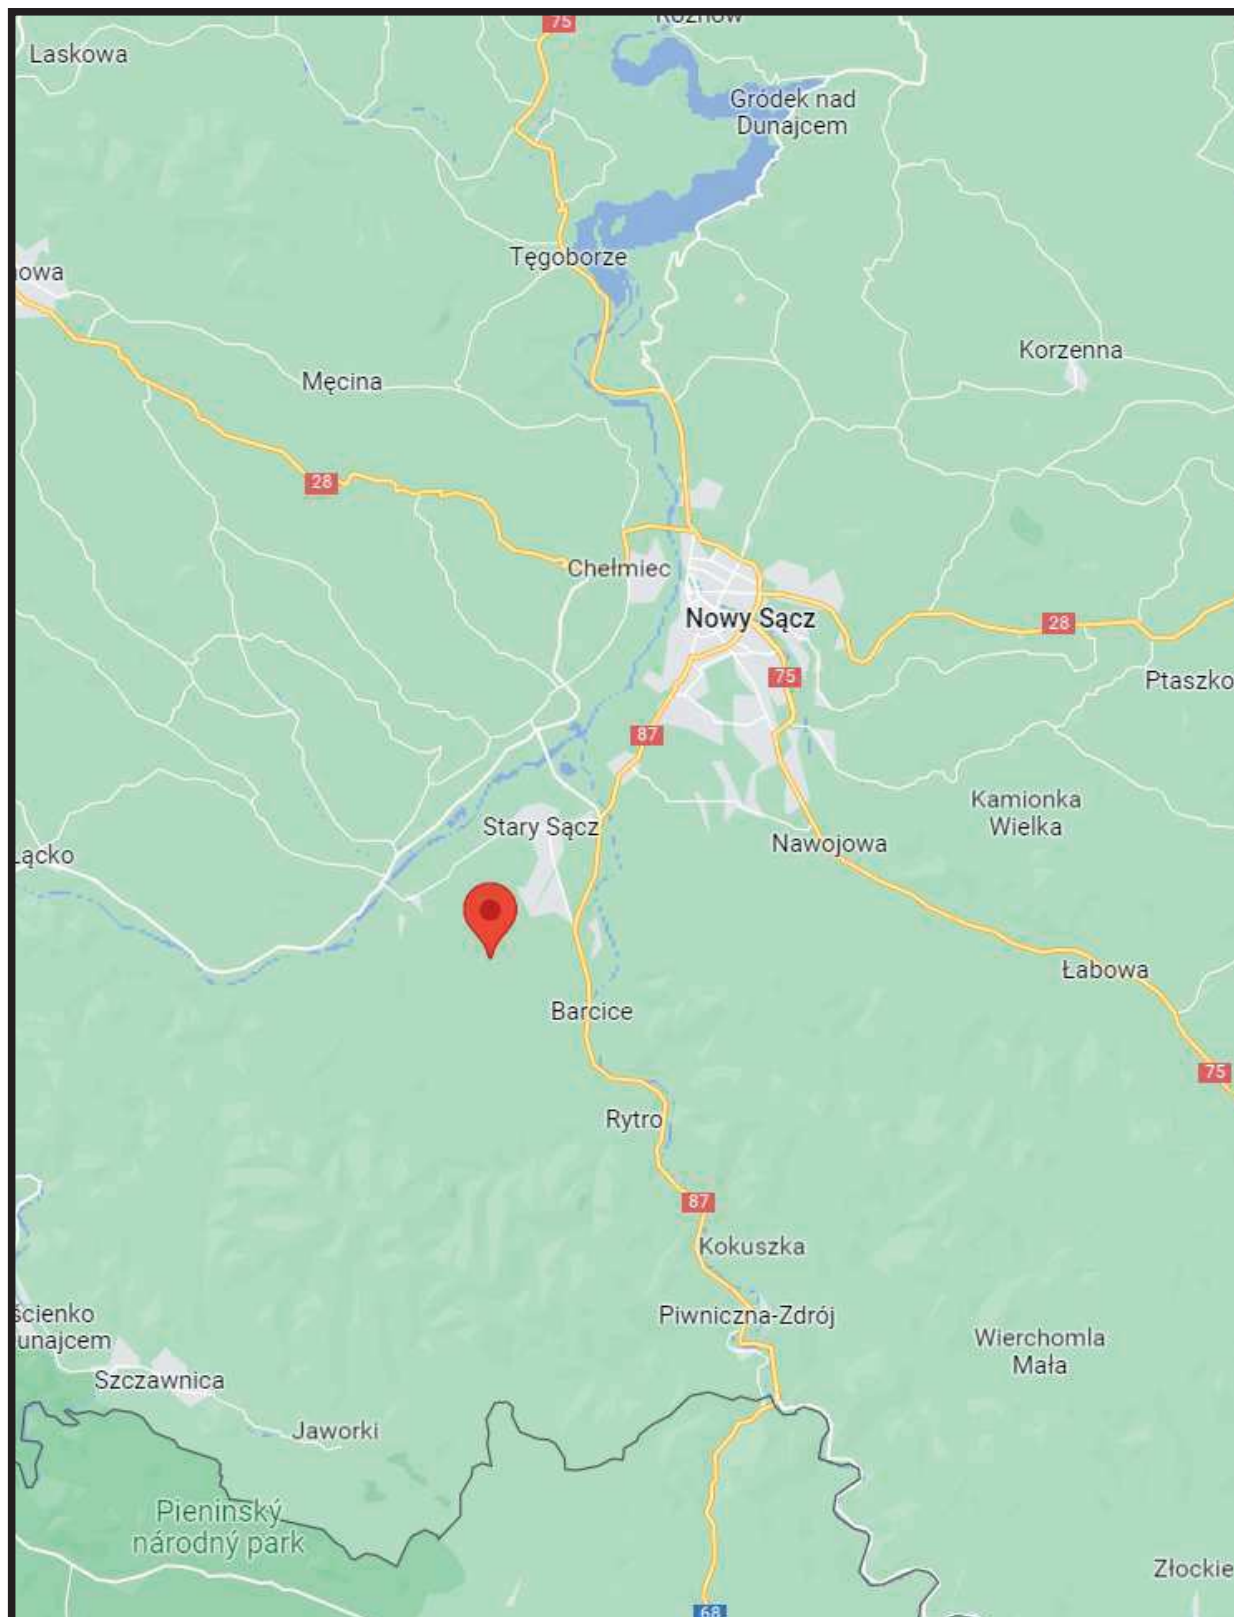 75
Rożnów
Laskowa
Gródek nad
Dunajcem
Tęgoborze
nowa
Korzenna
Męcina
28
Chełmiec
Nowy Sącz
28
75
Ptaszko
87
Kamionka
Wielka
Stary Sącz
Nawojowa
Łącko
Łabowa
Barcice
75
Rytro
87
Kokuszka
ścienko
unajcem
Piwniczna-Zdrój
Wierchomla
Mała
Szczawnica
Jaworki
Pieninský
národný park
Złockie
68